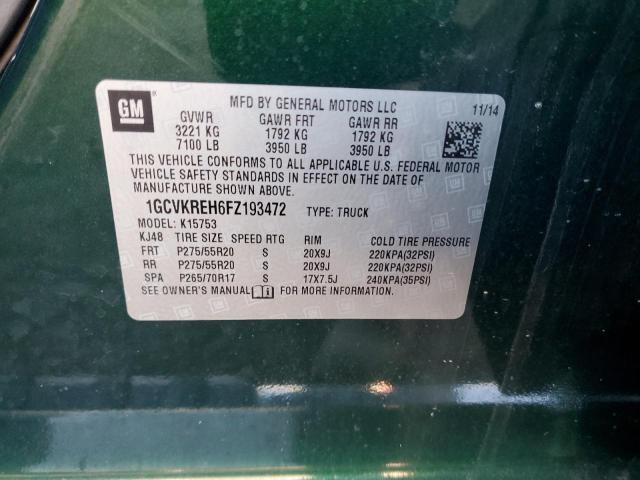 GM
MFD BY GENERAL MOTORS LLC 11/14
GVWR GAWR FRT GAWR RR
3221 KG 1792 KG 1792 KG
7100 LB 3950 LB 3950 LB
THIS VEHICLE CONFORMS TO ALL APPLICABLE U.S. FEDERAL MOTOR
VEHICLE SAFETY STANDARDS IN EFFECT ON THE DATE OF
MANUFACTURE SHOWN ABOVE.
1GCVKREH6FZ193472 TYPE: TRUCK
MODEL: K15753
KJ48 TIRE SIZE SPEED RTG RIM COLD TIRE PRESSURE
FRT P275/55R20 S 20X9J 220KPA(32PSI)
RR P275/55R20 S 20X9J 220KPA(32PSI)
SPA P265/70R17 S 17X7.5J 240KPA(35PSI)
SEE OWNER'S MANUAL FOR MORE INFORMATION.